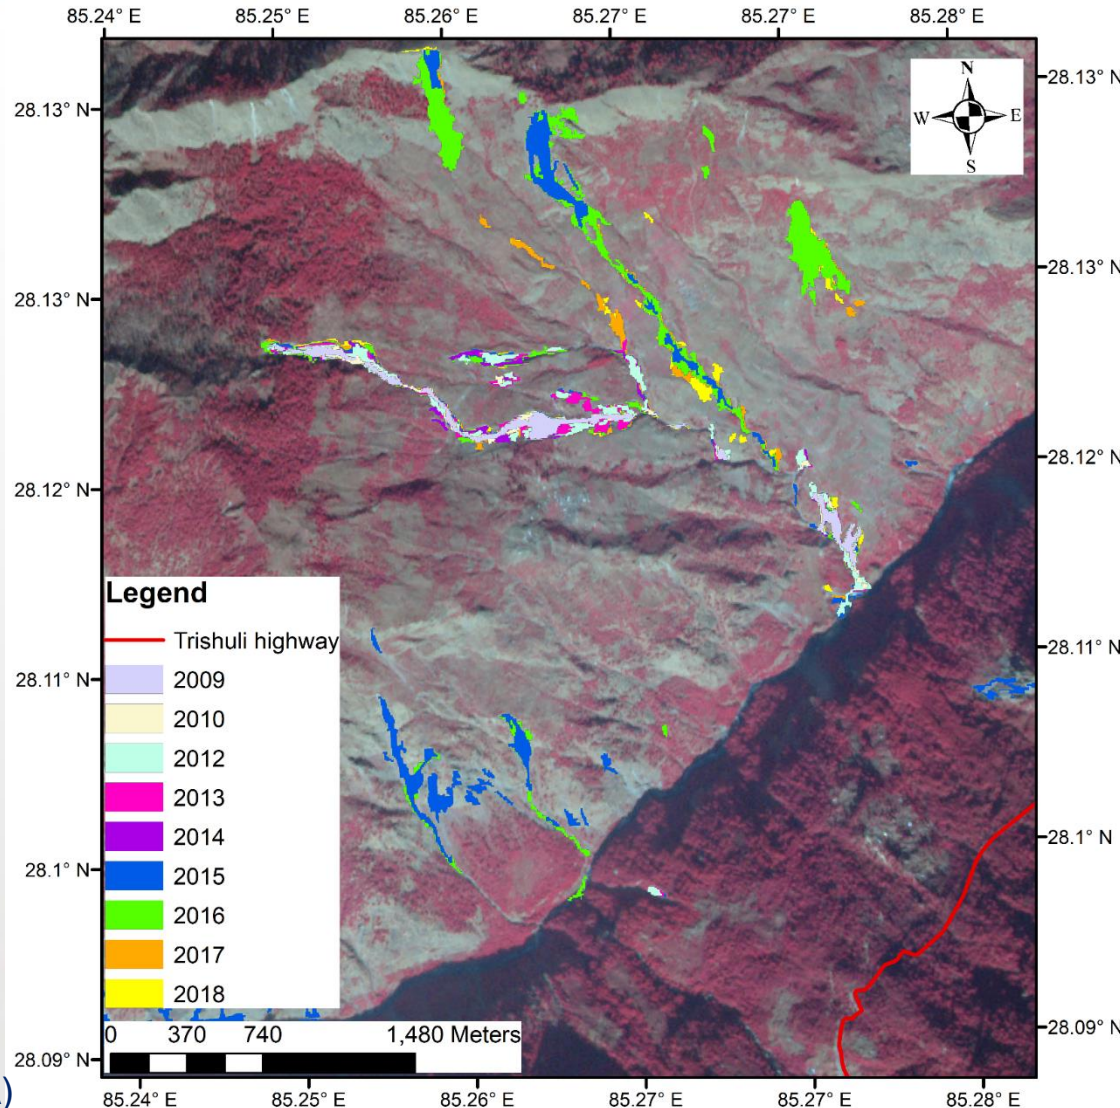 85.24° E 85.25° E 85.26° E 85.27° E 85.27° E 85.28° E
N
W E
S
28.13° N 28.13° N
28.13° N 28.13° N
28.12° N 28.12° N
28.11° N 28.11° N
28.1° N 28.1° N
28.09° N 28.09° N
Legend
Trishuli highway
2009
2010
2012
2013
2014
2015
2016
2017
2018
0 370 740 1,480 Meters
)
85.24° E 85.25° E 85.26° E 85.27° E 85.27° E 85.28° E